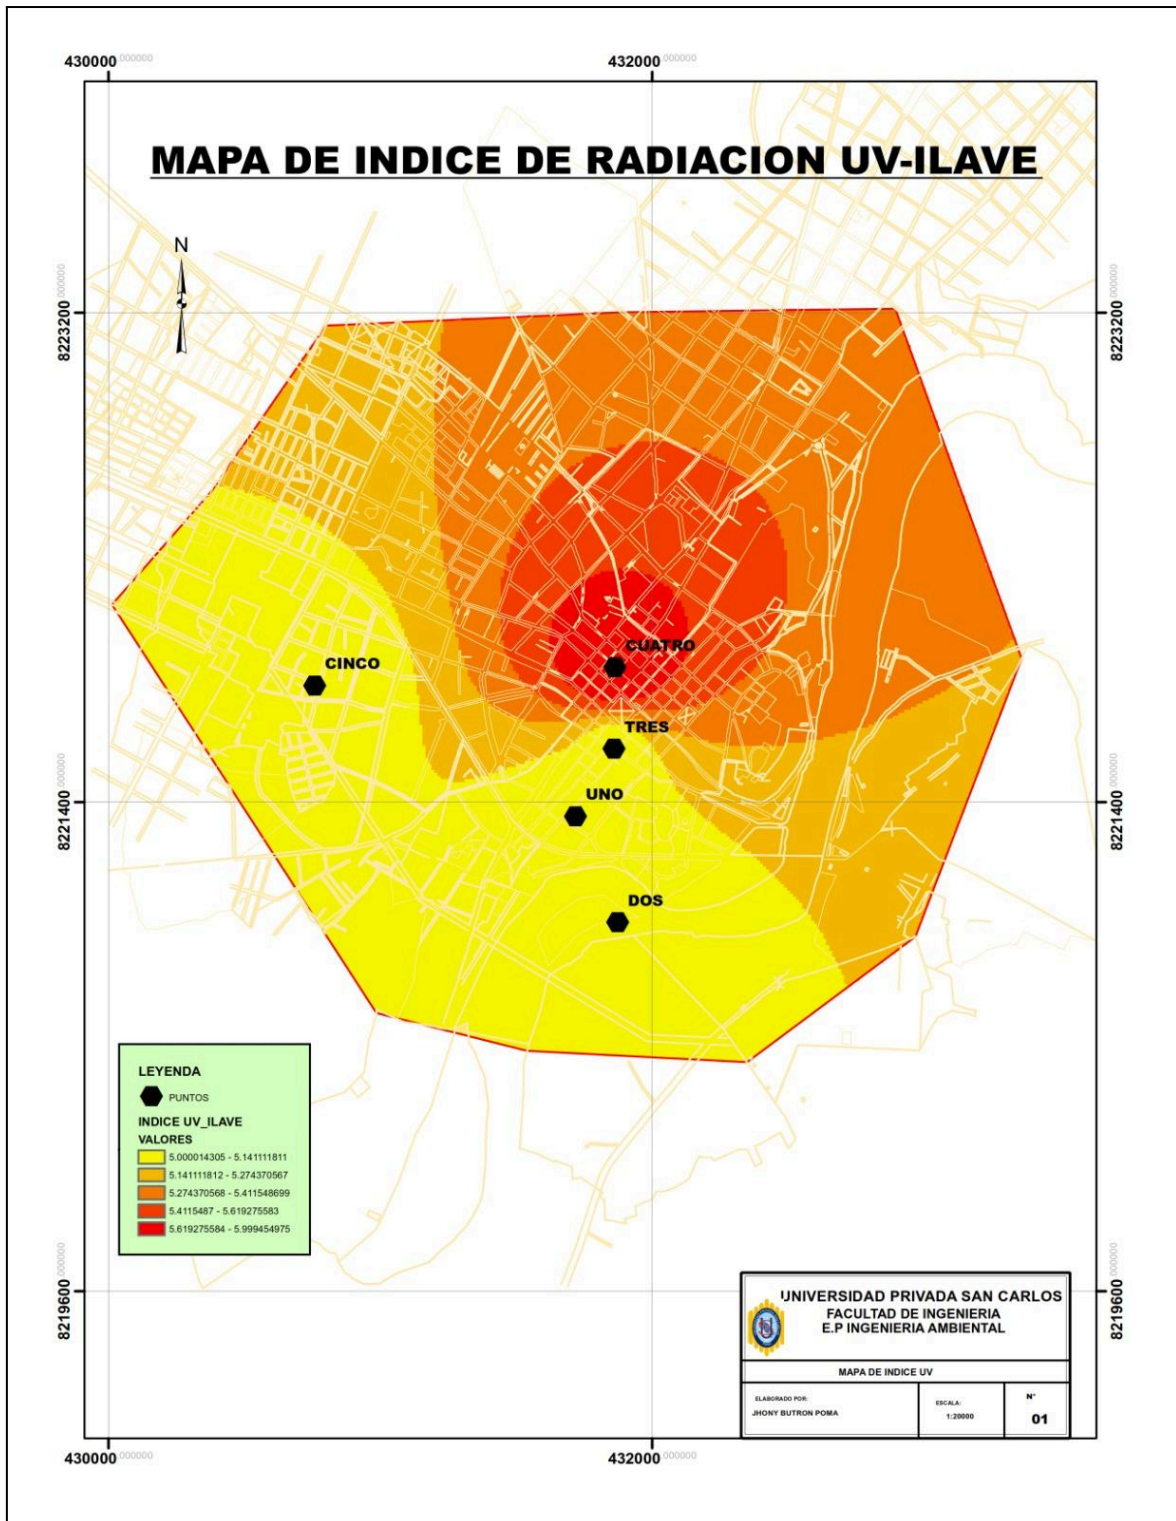 430000.000000 432000.000000
MAPA DE INDICE DE RADIACION UV-ILAVE
N
8223200.000000 8223200.000000
CUATRO
CINCO
TRES
UNO
8221400.000000 8221400.000000
DOS
LEYENDA
PUNTOS
INDICE UV_ILAVE
VALORES
5.000014305 - 5.141111811
5.141111812 - 5.274370567
5.274370568 - 5.411548699
5.4115487 - 5.619275583
5.619275584 - 5.999454975
8219600.000000 8219600.000000
UNIVERSIDAD PRIVADA SAN CARLOS
FACULTAD DE INGENIERIA
E.P INGENIERIA AMBIENTAL
MAPA DE INDICE UV
ELABORADO POR:
JHONY BUTRON POMA
ESCALA:
1:20000
N°
01
430000.000000 432000.000000